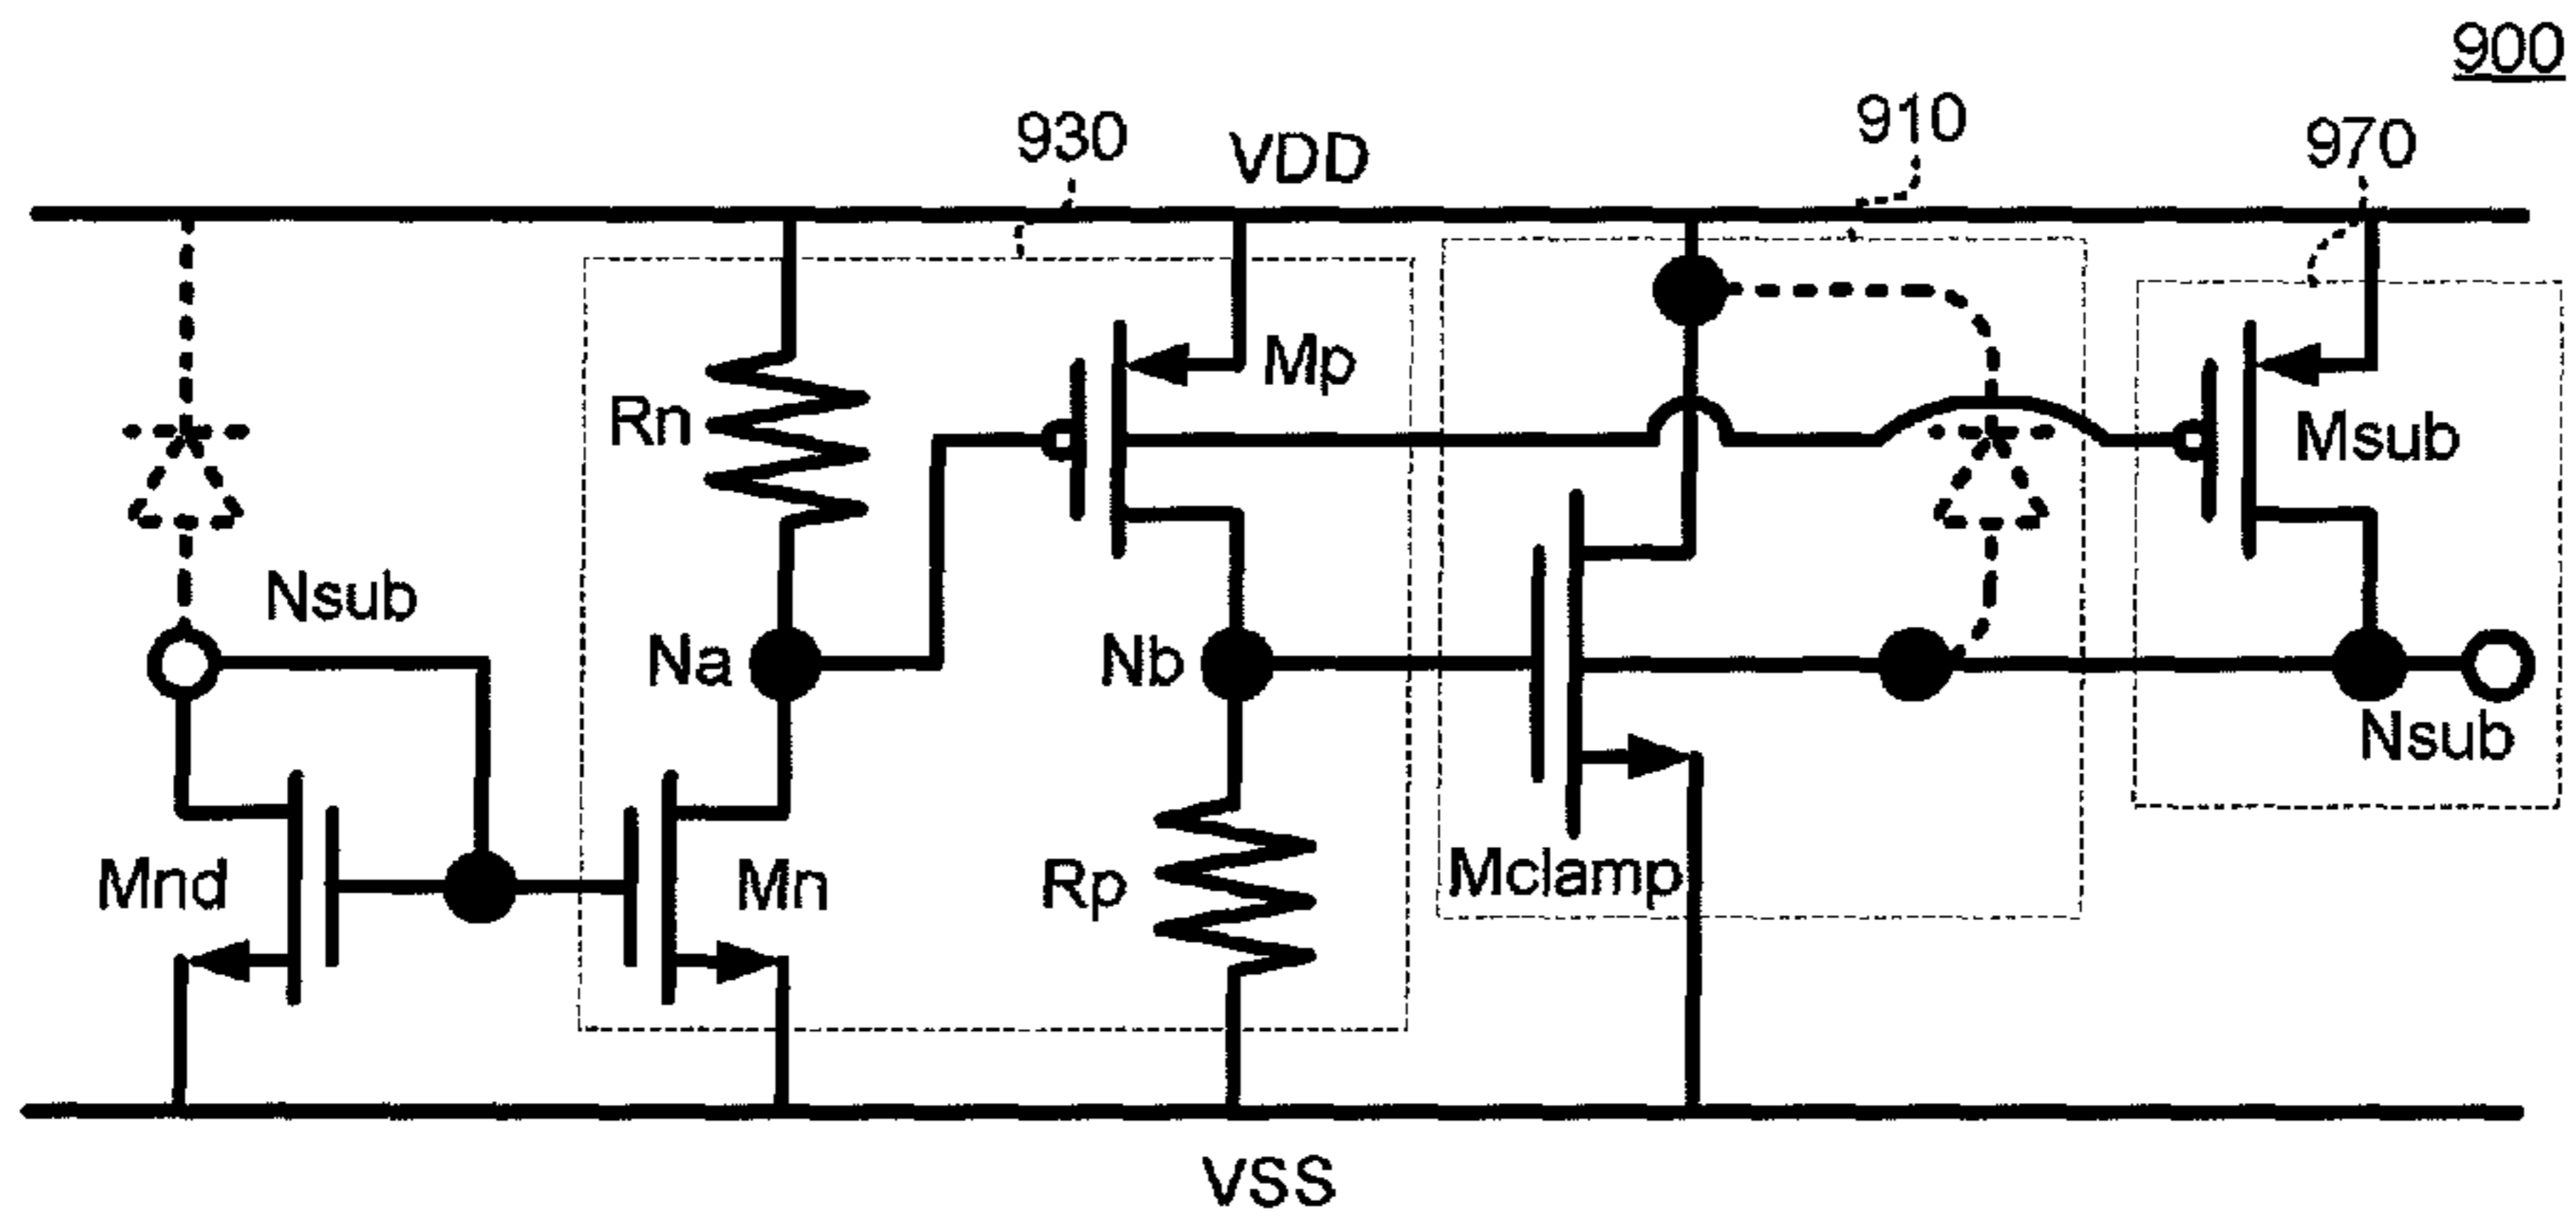 900
930
VDD
910
970
Rn
Mp
Msub
Nsub
Na
Nb
Nsub
Mnd
Mn
Rp
Mclamp
VSS